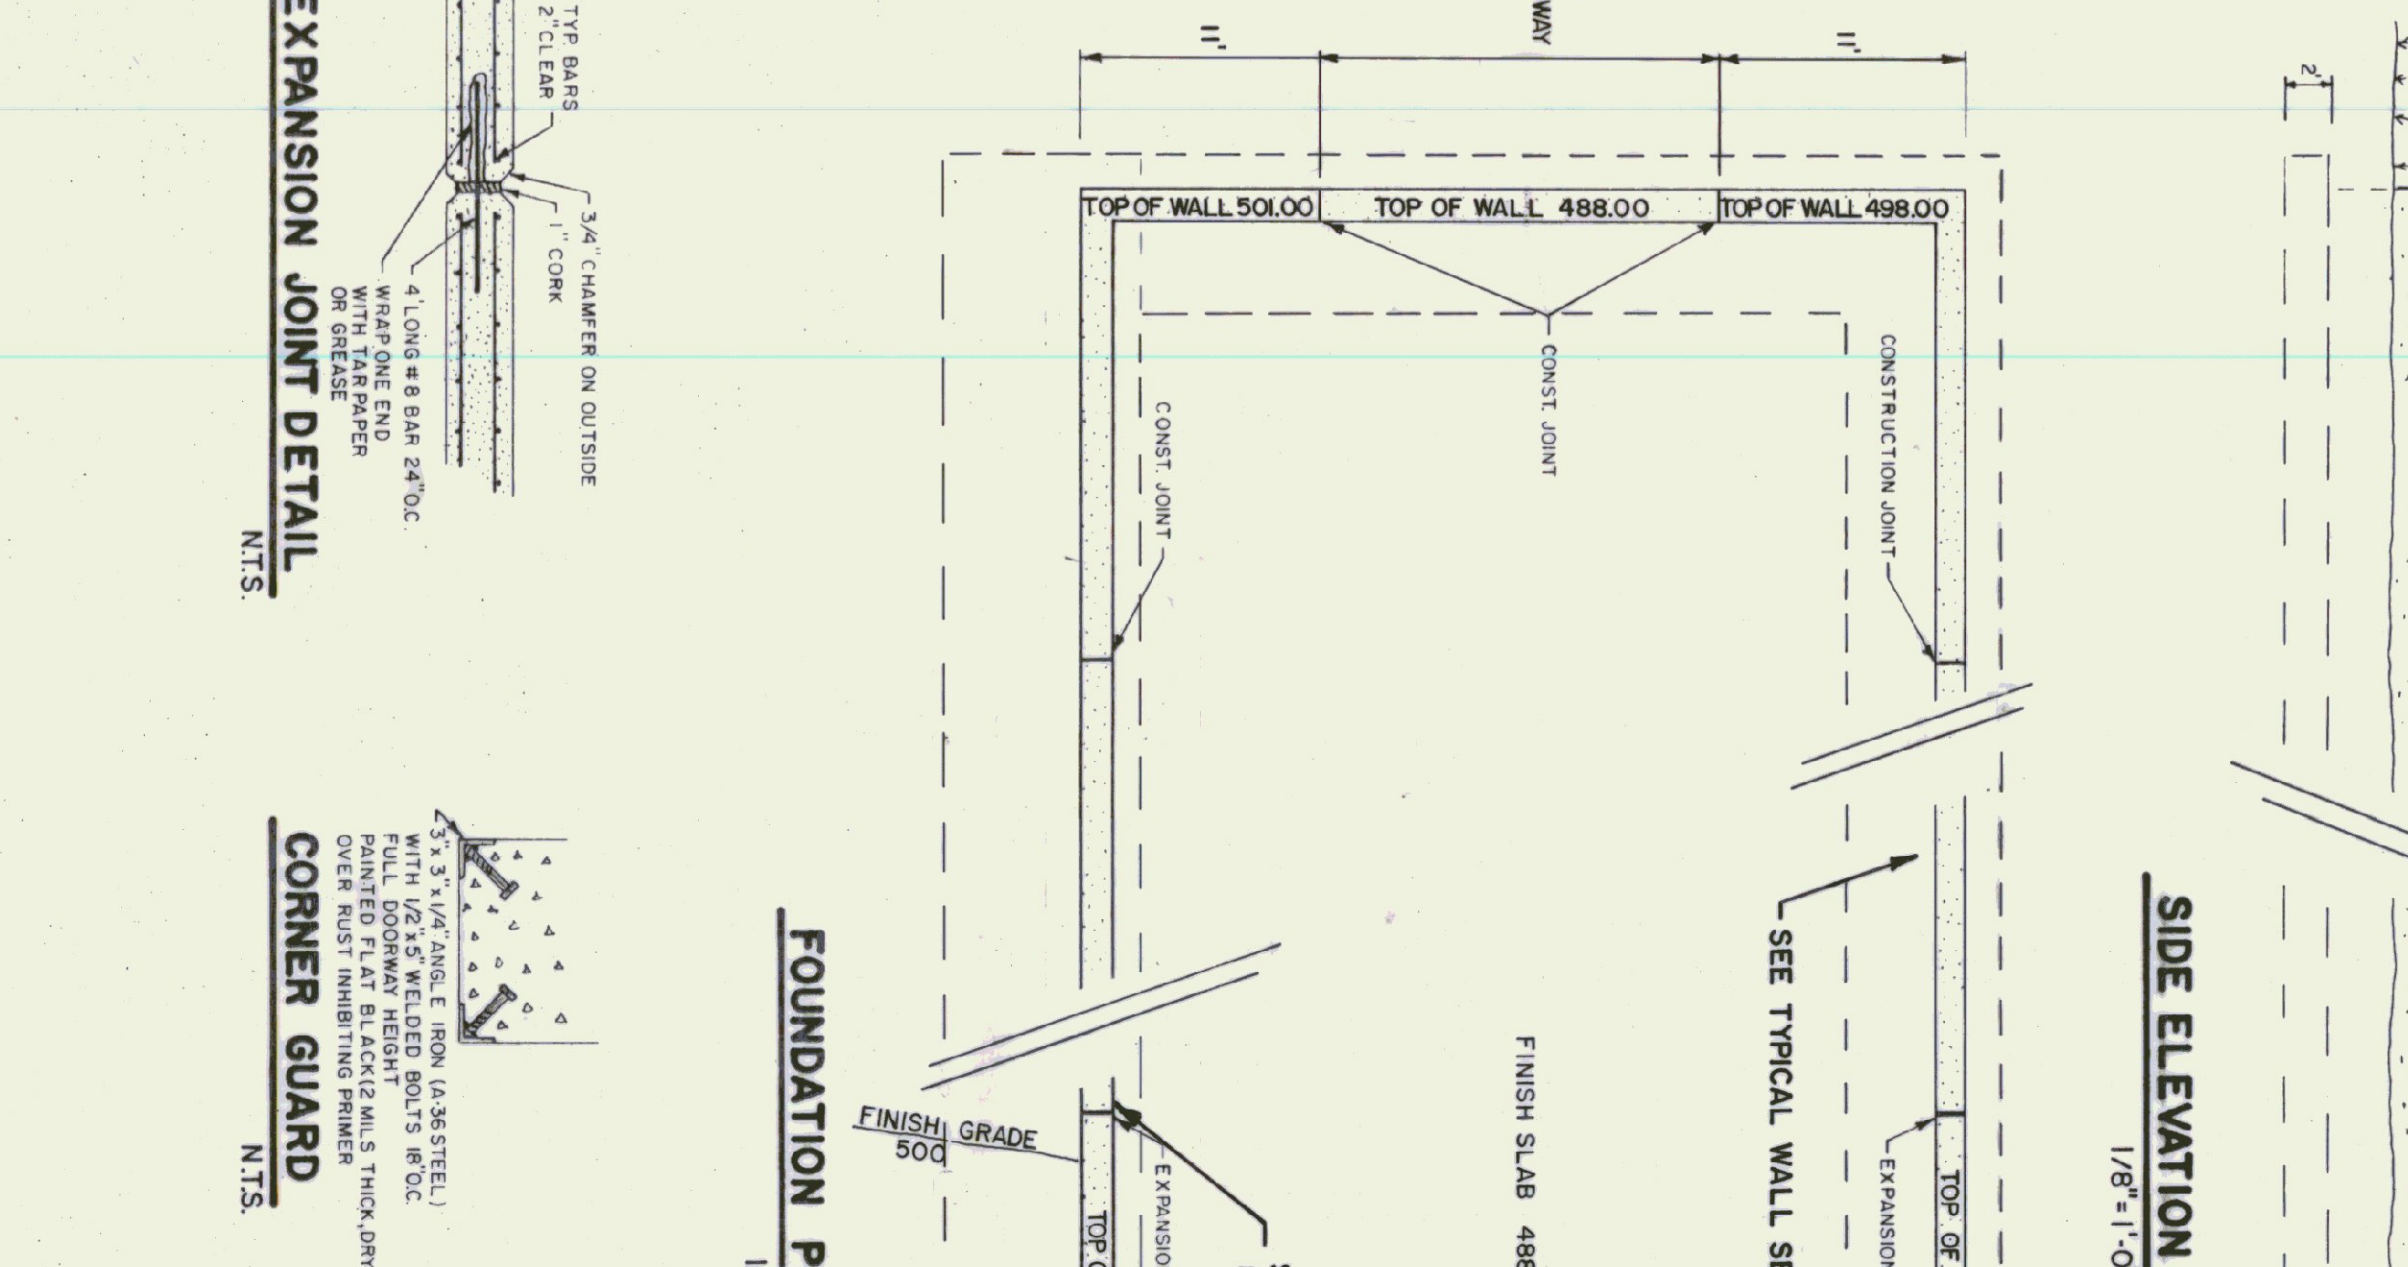 EXPANSION JOINT DETAIL
N.T.S.
TYP. BARS
2" CLEAR
3/4" CHAMFER ON OUTSIDE
1" CORK
4' LONG #8 BAR 24" O.C.
WRAP ONE END
WITH TAR PAPER
OR GREASE
CORNER GUARD
N.T.S.
3" x 3" x 1/4" ANGLE IRON (A-36 STEEL)
WITH 1/2" x 5" WELDED BOLTS 18" O.C.
FULL DOORWAY HEIGHT
PAINTED FLAT BLACK (2 MILS THICK, DRY
OVER RUST INHIBITING PRIMER
11'
WAY
11'
2'
TOP OF WALL 501.00
TOP OF WALL 488.00
TOP OF WALL 498.00
CONST. JOINT
CONST. JOINT
CONSTRUCTION JOINT
FOUNDATION P
FINISH GRADE
500
EXPANSIO
TOP O
FINISH SLAB 488
SEE TYPICAL WALL SE
EXPANSION
TOP OF
SIDE ELEVATION
1/8" = 1'-0